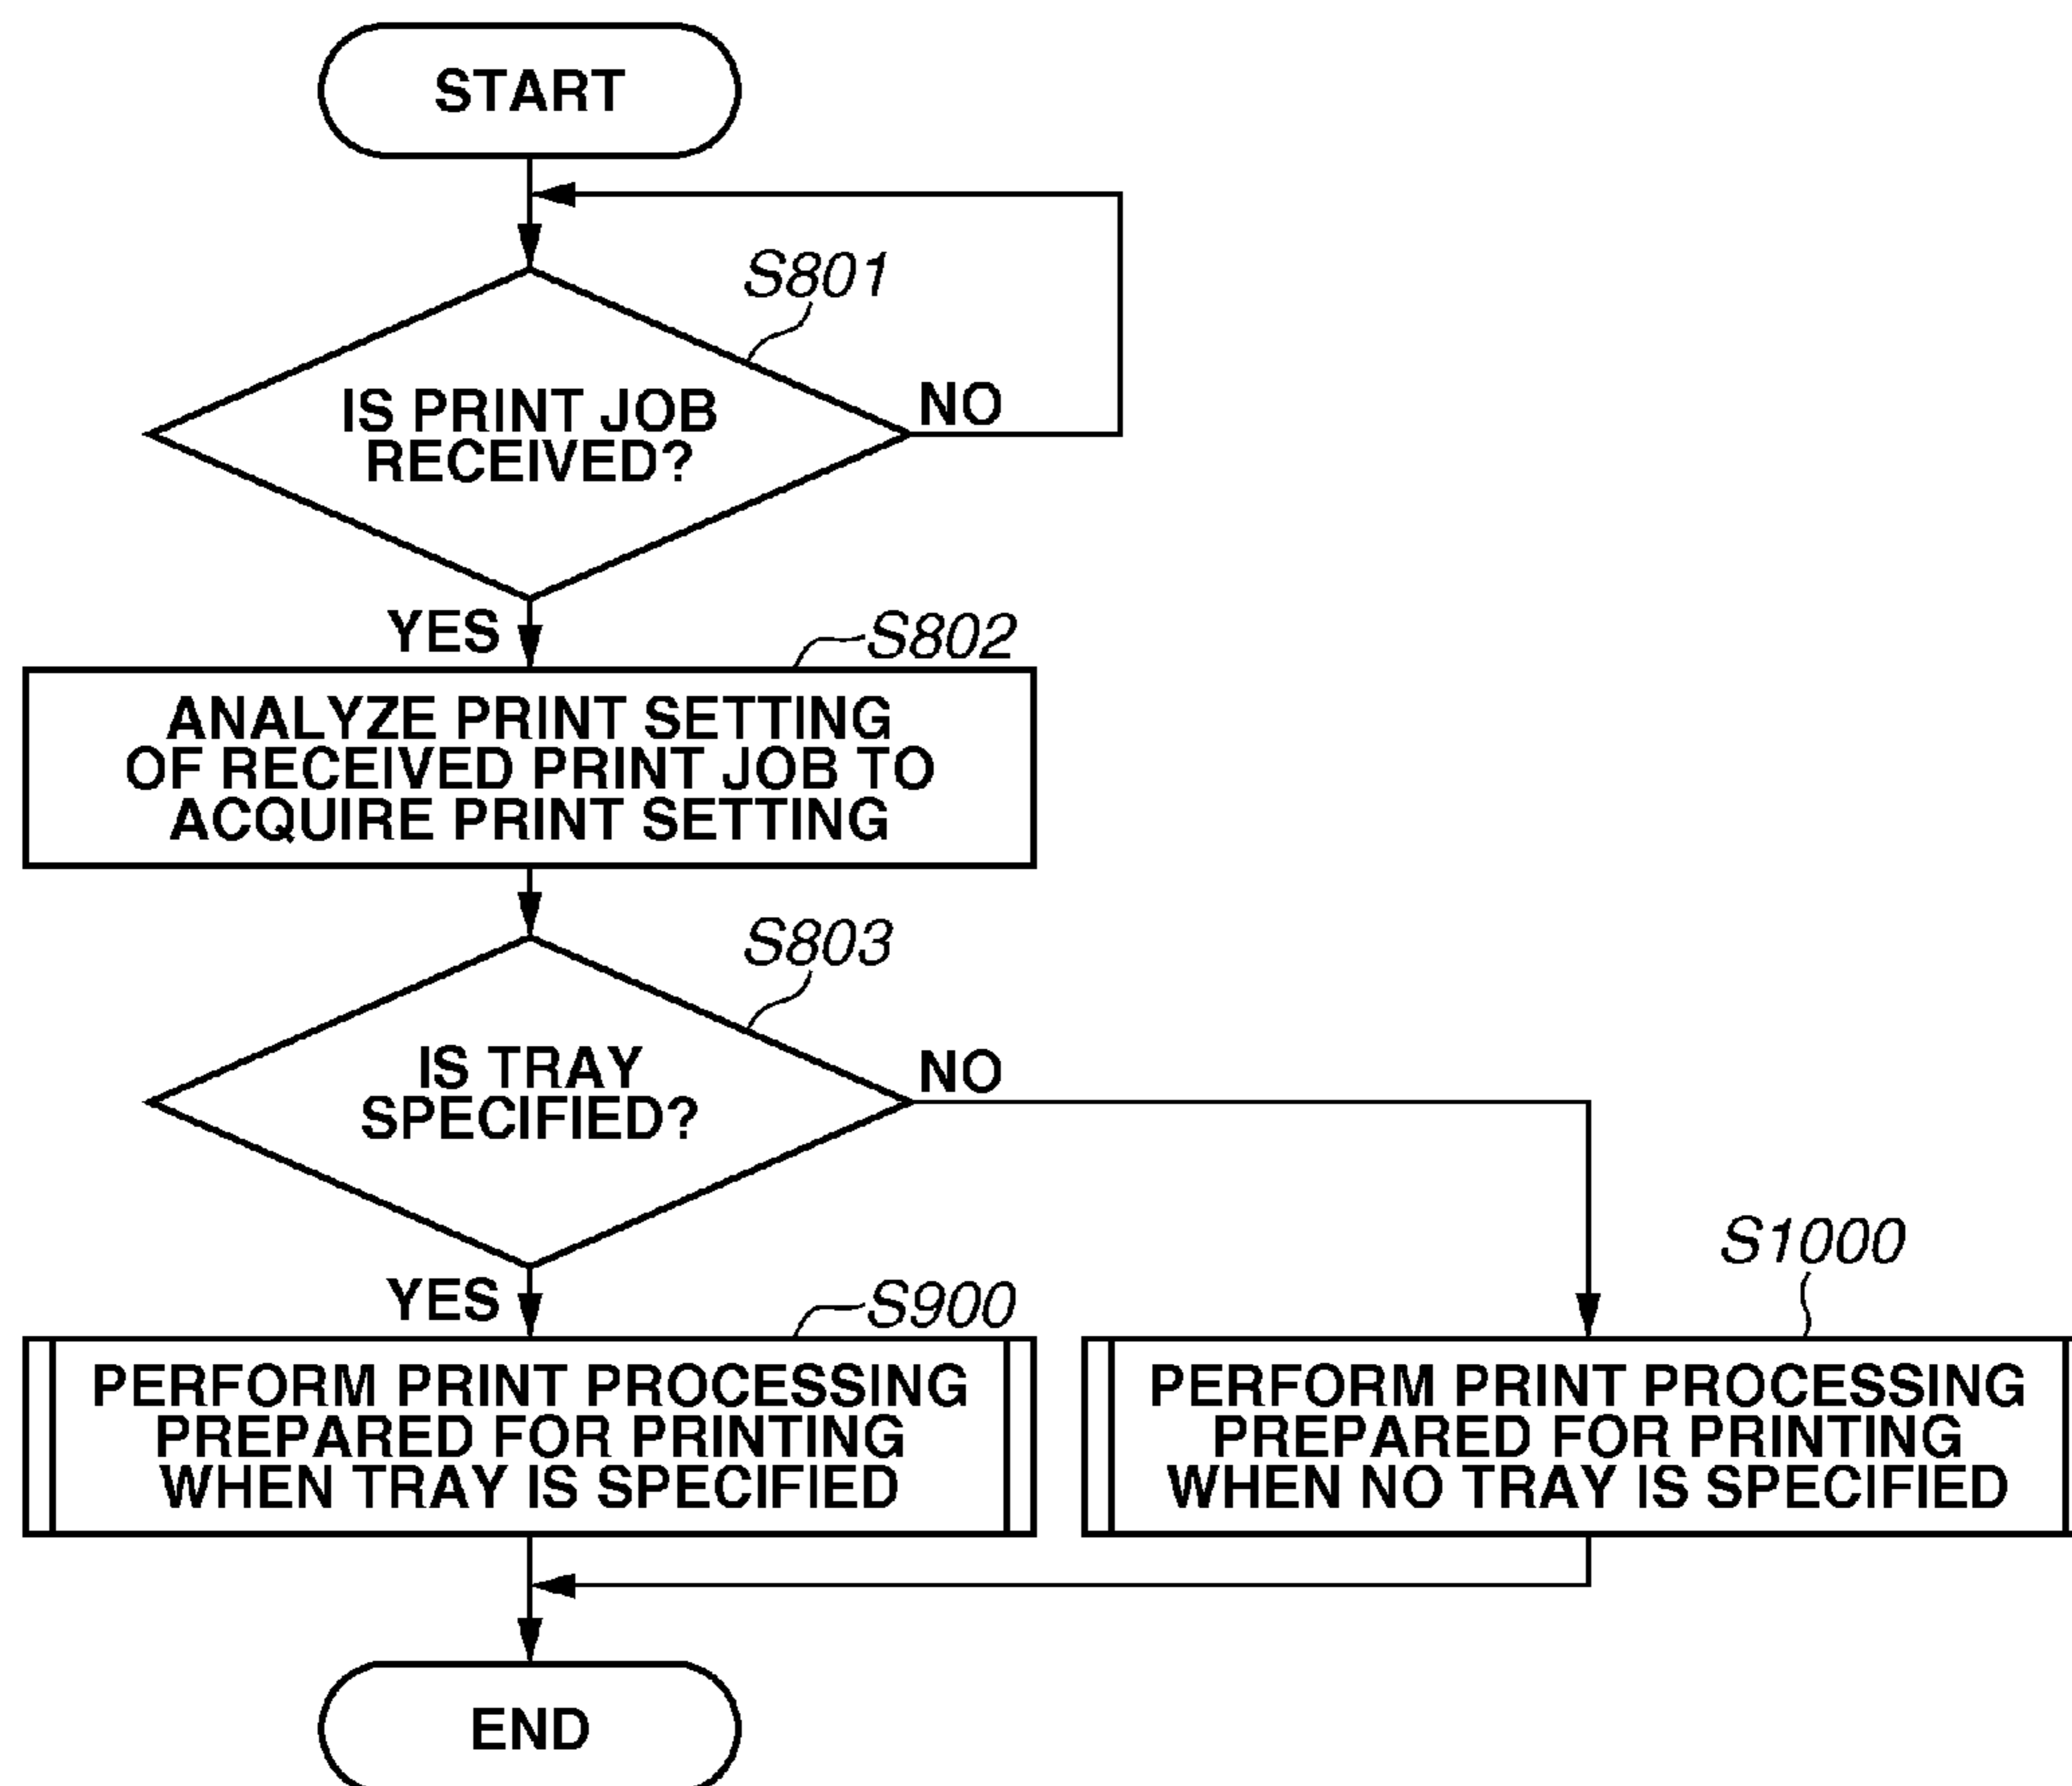 START
S801
IS PRINT JOB
RECEIVED?
NO
YES
S802
ANALYZE PRINT SETTING
OF RECEIVED PRINT JOB TO
ACQUIRE PRINT SETTING
S803
IS TRAY
SPECIFIED?
NO
YES
S900
PERFORM PRINT PROCESSING
PREPARED FOR PRINTING
WHEN TRAY IS SPECIFIED
S1000
PERFORM PRINT PROCESSING
PREPARED FOR PRINTING
WHEN NO TRAY IS SPECIFIED
END